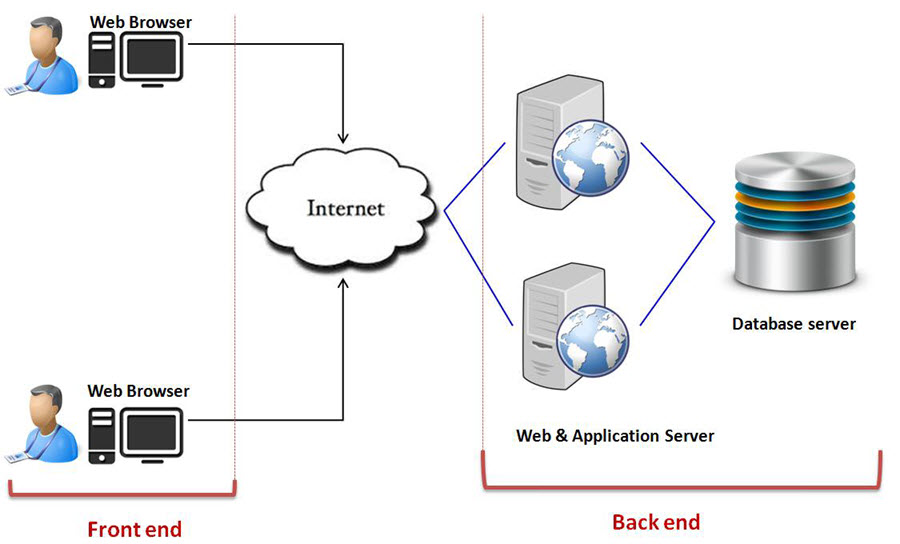 Web Browser
Internet
Database server
Web Browser
Web & Application Server
Front end
Back end